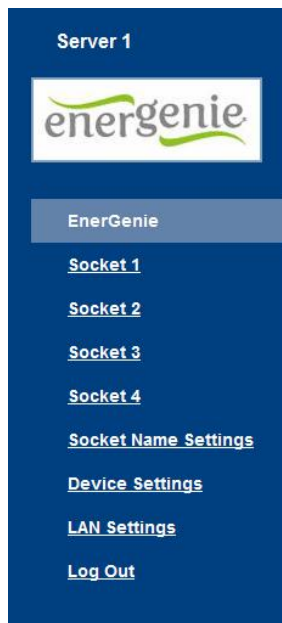 Server 1
energenie
EnerGenie
Socket 1
Socket 2
Socket 3
Socket 4
Socket Name Settings
Device Settings
LAN Settings
Log Out